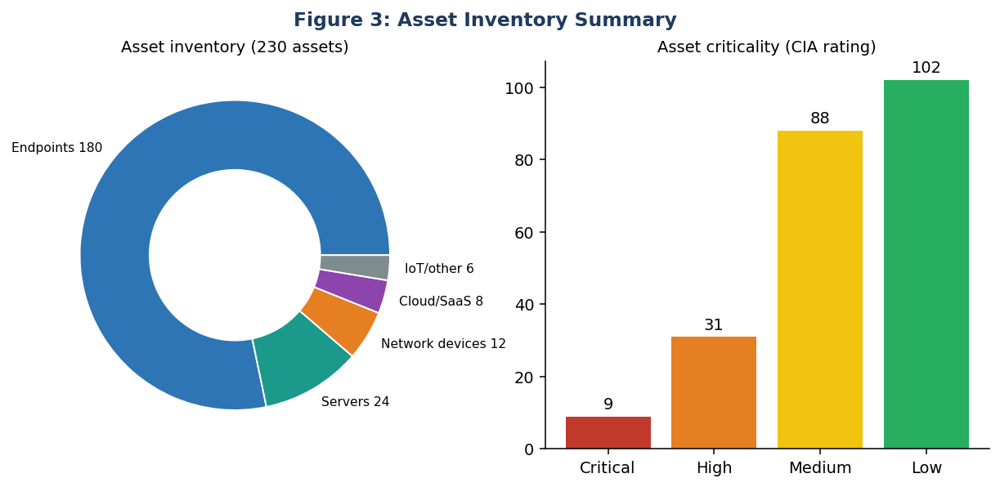 Figure 3: Asset Inventory Summary
Asset inventory (230 assets)
Endpoints 180
IoT/other 6
Cloud/SaaS 8
Network devices 12
Servers 24
Asset criticality (CIA rating)
100
80
60
40
20
0
9
31
88
102
Critical
High
Medium
Low